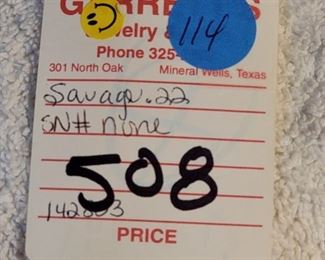 114
Phone 325-
301 North Oak Mineral Wells, Texas
Savage .22
SN# none
508
142803
PRICE